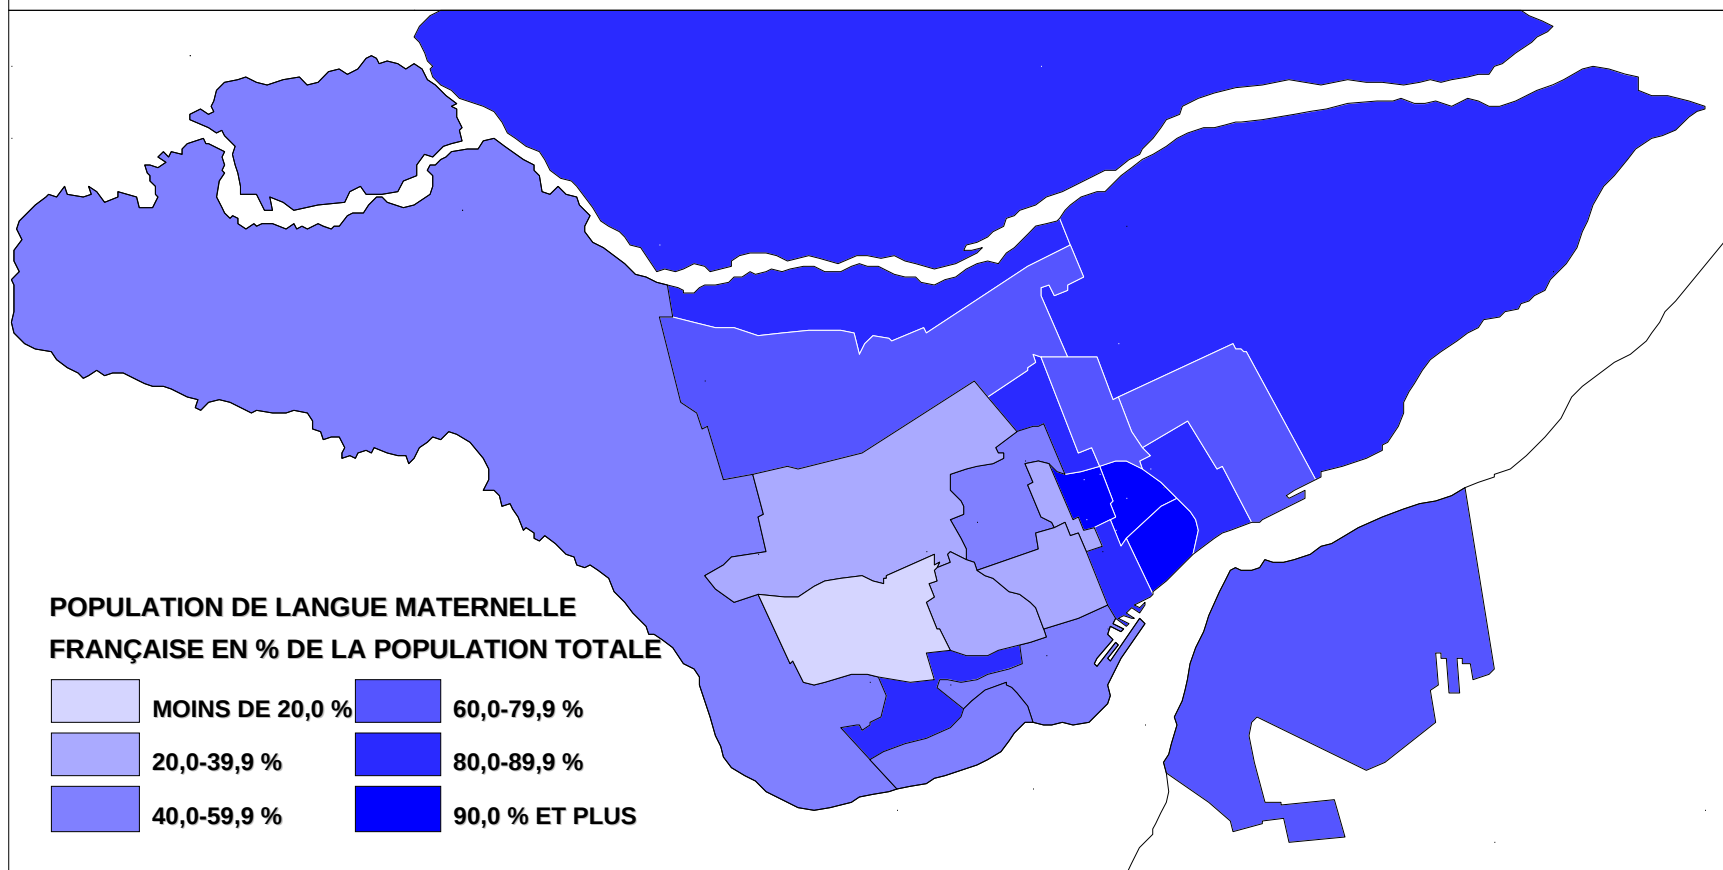 POPULATION DE LANGUE MATERNELLE
FRANÇAISE EN % DE LA POPULATION TOTALE
MOINS DE 20,0 %
20,0-39,9 %
40,0-59,9 %
60,0-79,9 %
80,0-89,9 %
90,0 % ET PLUS